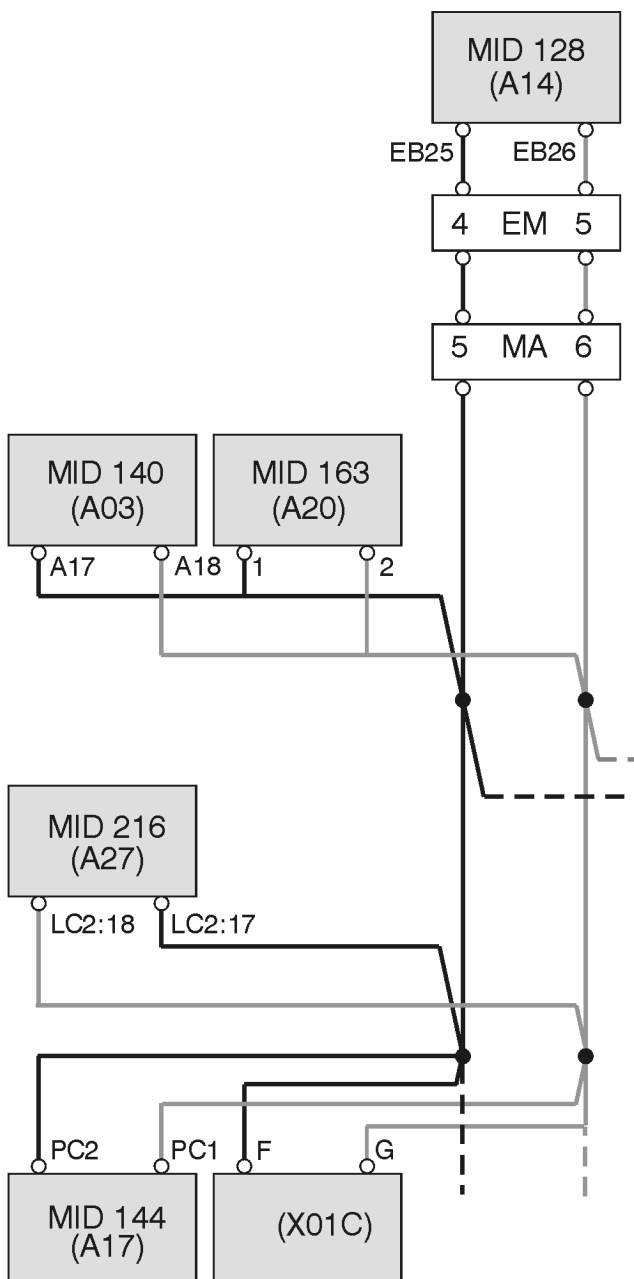 MID 128
(A14)
EB25 EB26
4 EM 5
5 MA 6
MID 140
(A03)
MID 163
(A20)
A17 A18 1 2
MID 216
(A27)
LC2:18 LC2:17
PC2 PC1 F G
MID 144
(A17)
(X01C)